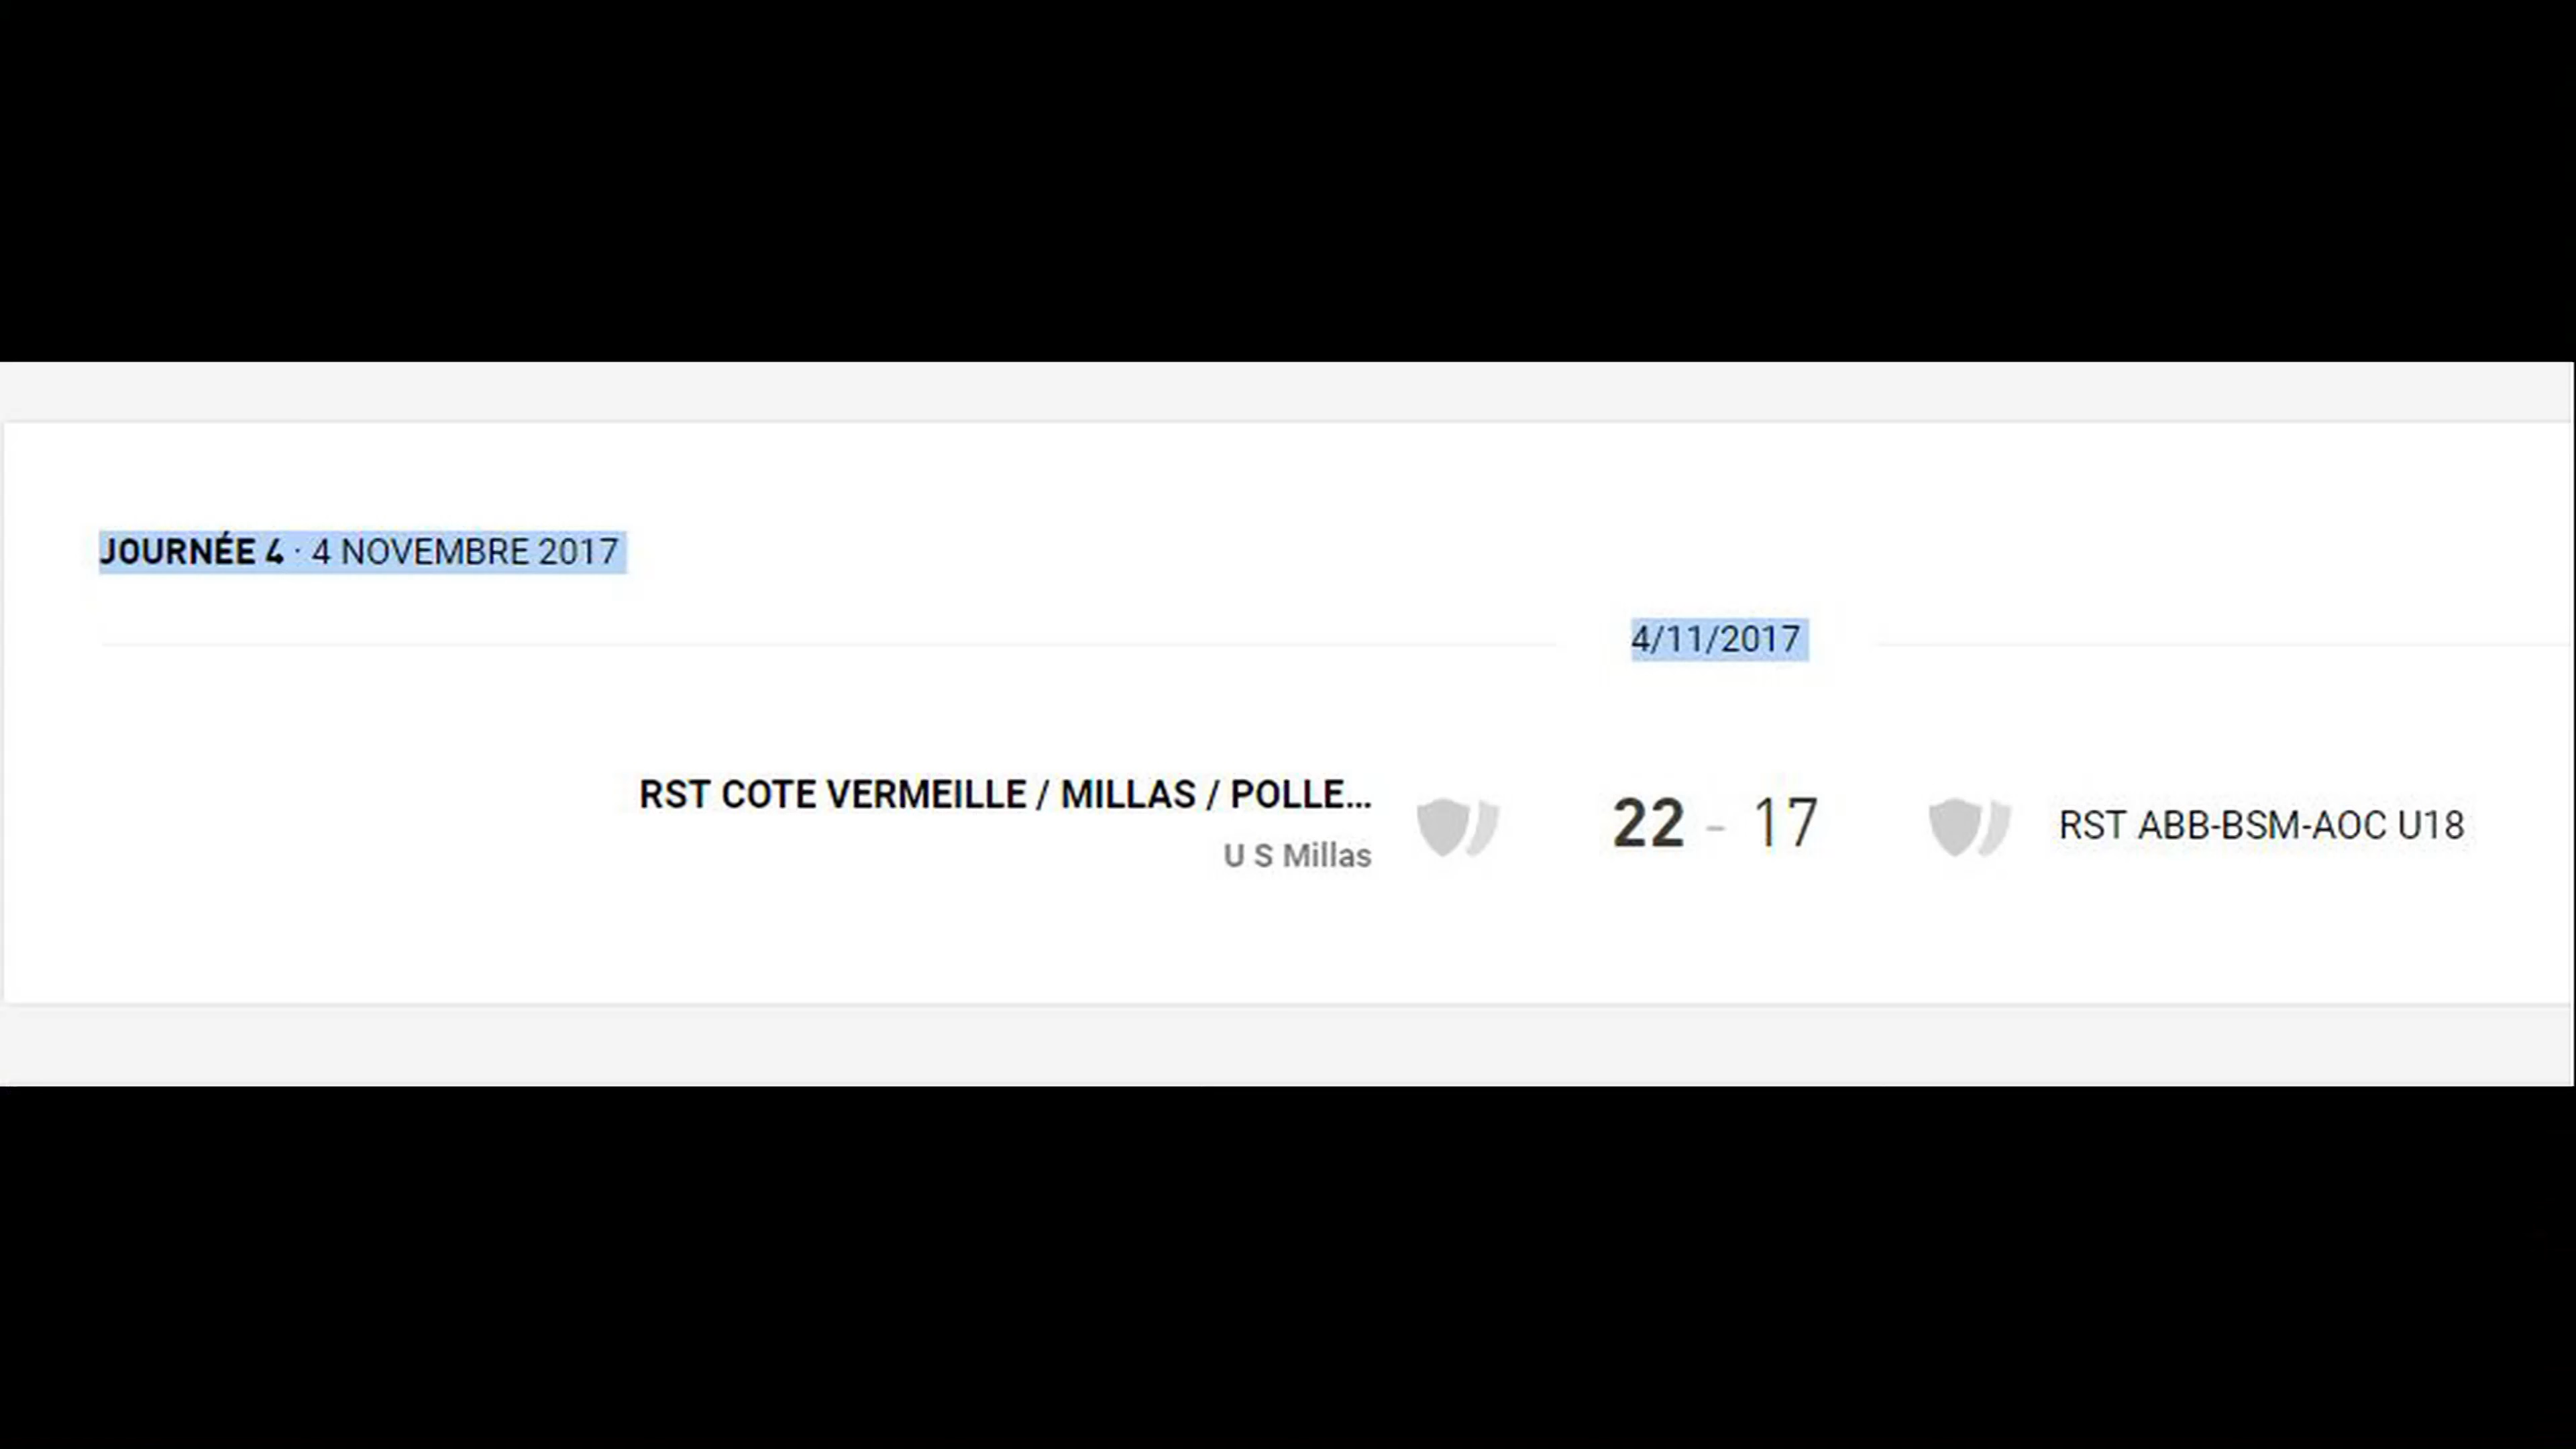 JOURNÉE 4 · 4 NOVEMBRE 2017
4/11/2017
RST COTE VERMEILLE / MILLAS / POLLE...
U S Millas
22 - 17
RST ABB-BSM-AOC U18